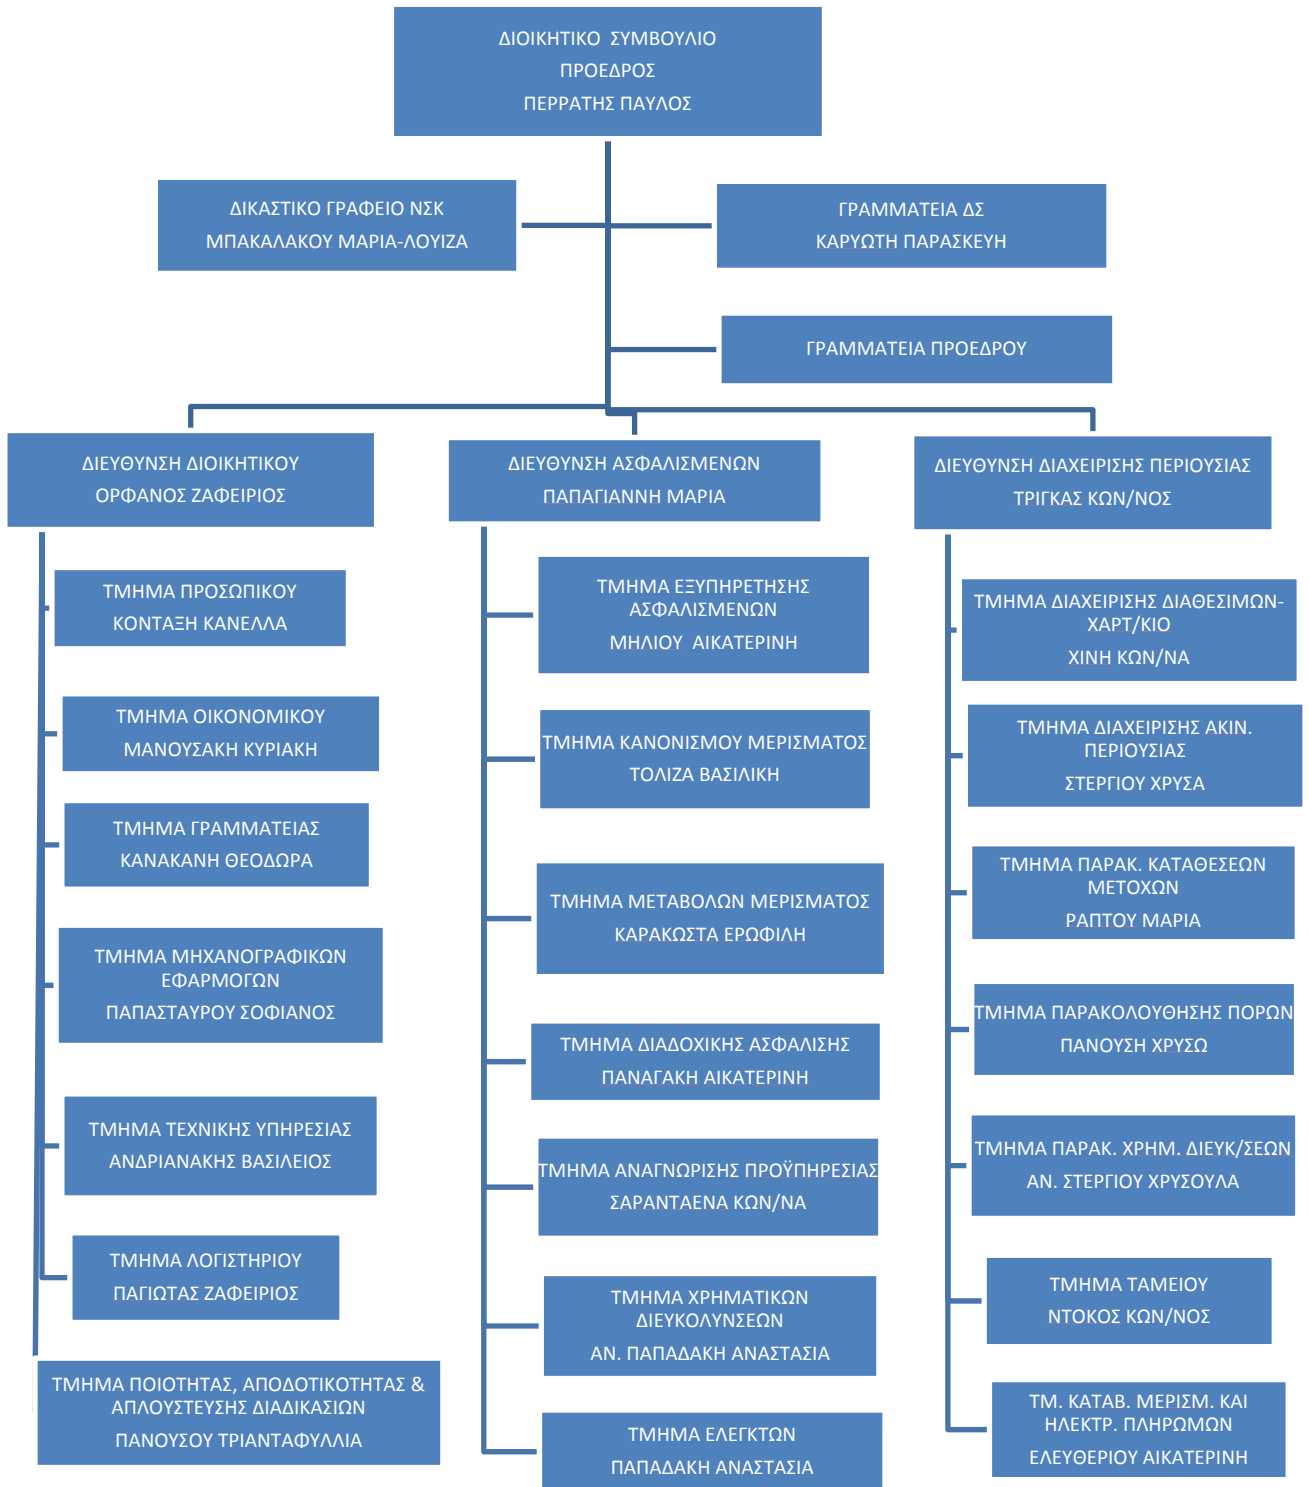 ΔΙΟΙΚΗΤΙΚΟ ΣΥΜΒΟΥΛΙΟ
ΠΡΟΕΔΡΟΣ
ΠΕΡΡΑΤΗΣ ΠΑΥΛΟΣ
ΔΙΚΑΣΤΙΚΟ ΓΡΑΦΕΙΟ ΝΣΚ
ΜΠΑΚΑΛΑΚΟΥ ΜΑΡΙΑ-ΛΟΥΙΖΑ
ΓΡΑΜΜΑΤΕΙΑ ΔΣ
ΚΑΡΥΩΤΗ ΠΑΡΑΣΚΕΥΗ
ΓΡΑΜΜΑΤΕΙΑ ΠΡΟΕΔΡΟΥ
ΔΙΕΥΘΥΝΣΗ ΔΙΟΙΚΗΤΙΚΟΥ
ΟΡΦΑΝΟΣ ΖΑΦΕΙΡΙΟΣ
ΤΜΗΜΑ ΠΡΟΣΩΠΙΚΟΥ
ΚΟΝΤΑΞΗ ΚΑΝΕΛΛΑ
ΤΜΗΜΑ ΟΙΚΟΝΟΜΙΚΟΥ
ΜΑΝΟΥΣΑΚΗ ΚΥΡΙΑΚΗ
ΤΜΗΜΑ ΓΡΑΜΜΑΤΕΙΑΣ
ΚΑΝΑΚΑΝΗ ΘΕΟΔΩΡΑ
ΤΜΗΜΑ ΜΗΧΑΝΟΓΡΑΦΙΚΩΝ
ΕΦΑΡΜΟΓΩΝ
ΠΑΠΑΣΤΑΥΡΟΥ ΣΟΦΙΑΝΟΣ
ΤΜΗΜΑ ΤΕΧΝΙΚΗΣ ΥΠΗΡΕΣΙΑΣ
ΑΝΔΡΙΑΝΑΚΗΣ ΒΑΣΙΛΕΙΟΣ
ΤΜΗΜΑ ΛΟΓΙΣΤΗΡΙΟΥ
ΠΑΓΙΩΤΑΣ ΖΑΦΕΙΡΙΟΣ
ΤΜΗΜΑ ΠΟΙΟΤΗΤΑΣ, ΑΠΟΔΟΤΙΚΟΤΗΤΑΣ &
ΑΠΛΟΥΣΤΕΥΣΗΣ ΔΙΑΔΙΚΑΣΙΩΝ
ΠΑΝΟΥΣΟΥ ΤΡΙΑΝΤΑΦΥΛΛΙΑ
ΔΙΕΥΘΥΝΣΗ ΑΣΦΑΛΙΣΜΕΝΩΝ
ΠΑΠΑΓΙΑΝΝΗ ΜΑΡΙΑ
ΤΜΗΜΑ ΕΞΥΠΗΡΕΤΗΣΗΣ
ΑΣΦΑΛΙΣΜΕΝΩΝ
ΜΗΛΙΟΥ ΑΙΚΑΤΕΡΙΝΗ
ΤΜΗΜΑ ΚΑΝΟΝΙΣΜΟΥ ΜΕΡΙΣΜΑΤΟΣ
ΤΟΛΙΖΑ ΒΑΣΙΛΙΚΗ
ΤΜΗΜΑ ΜΕΤΑΒΟΛΩΝ ΜΕΡΙΣΜΑΤΟΣ
ΚΑΡΑΚΩΣΤΑ ΕΡΩΦΙΛΗ
ΤΜΗΜΑ ΔΙΑΔΟΧΙΚΗΣ ΑΣΦΑΛΙΣΗΣ
ΠΑΝΑΓΑΚΗ ΑΙΚΑΤΕΡΙΝΗ
ΤΜΗΜΑ ΑΝΑΓΝΩΡΙΣΗΣ ΠΡΟΫΠΗΡΕΣΙΑΣ
ΣΑΡΑΝΤΑΕΝΑ ΚΩΝ/ΝΑ
ΤΜΗΜΑ ΧΡΗΜΑΤΙΚΩΝ
ΔΙΕΥΚΟΛΥΝΣΕΩΝ
ΑΝ. ΠΑΠΑΔΑΚΗ ΑΝΑΣΤΑΣΙΑ
ΤΜΗΜΑ ΕΛΕΓΚΤΩΝ
ΠΑΠΑΔΑΚΗ ΑΝΑΣΤΑΣΙΑ
ΔΙΕΥΘΥΝΣΗ ΔΙΑΧΕΙΡΙΣΗΣ ΠΕΡΙΟΥΣΙΑΣ
ΤΡΙΓΚΑΣ ΚΩΝ/ΝΟΣ
ΤΜΗΜΑ ΔΙΑΧΕΙΡΙΣΗΣ ΔΙΑΘΕΣΙΜΩΝ-
ΧΑΡΤ/ΚΙΟ
ΧΙΝΗ ΚΩΝ/ΝΑ
ΤΜΗΜΑ ΔΙΑΧΕΙΡΙΣΗΣ ΑΚΙΝ.
ΠΕΡΙΟΥΣΙΑΣ
ΣΤΕΡΓΙΟΥ ΧΡΥΣΑ
ΤΜΗΜΑ ΠΑΡΑΚ. ΚΑΤΑΘΕΣΕΩΝ
ΜΕΤΟΧΩΝ
ΡΑΠΤΟΥ ΜΑΡΙΑ
ΤΜΗΜΑ ΠΑΡΑΚΟΛΟΥΘΗΣΗΣ ΠΟΡΩΝ
ΠΑΝΟΥΣΗ ΧΡΥΣΩ
ΤΜΗΜΑ ΠΑΡΑΚ. ΧΡΗΜ. ΔΙΕΥΚ/ΣΕΩΝ
ΑΝ. ΣΤΕΡΓΙΟΥ ΧΡΥΣΟΥΛΑ
ΤΜΗΜΑ ΤΑΜΕΙΟΥ
ΝΤΟΚΟΣ ΚΩΝ/ΝΟΣ
ΤΜ. ΚΑΤΑΒ. ΜΕΡΙΣΜ. ΚΑΙ
ΗΛΕΚΤΡ. ΠΛΗΡΩΜΩΝ
ΕΛΕΥΘΕΡΙΟΥ ΑΙΚΑΤΕΡΙΝΗ